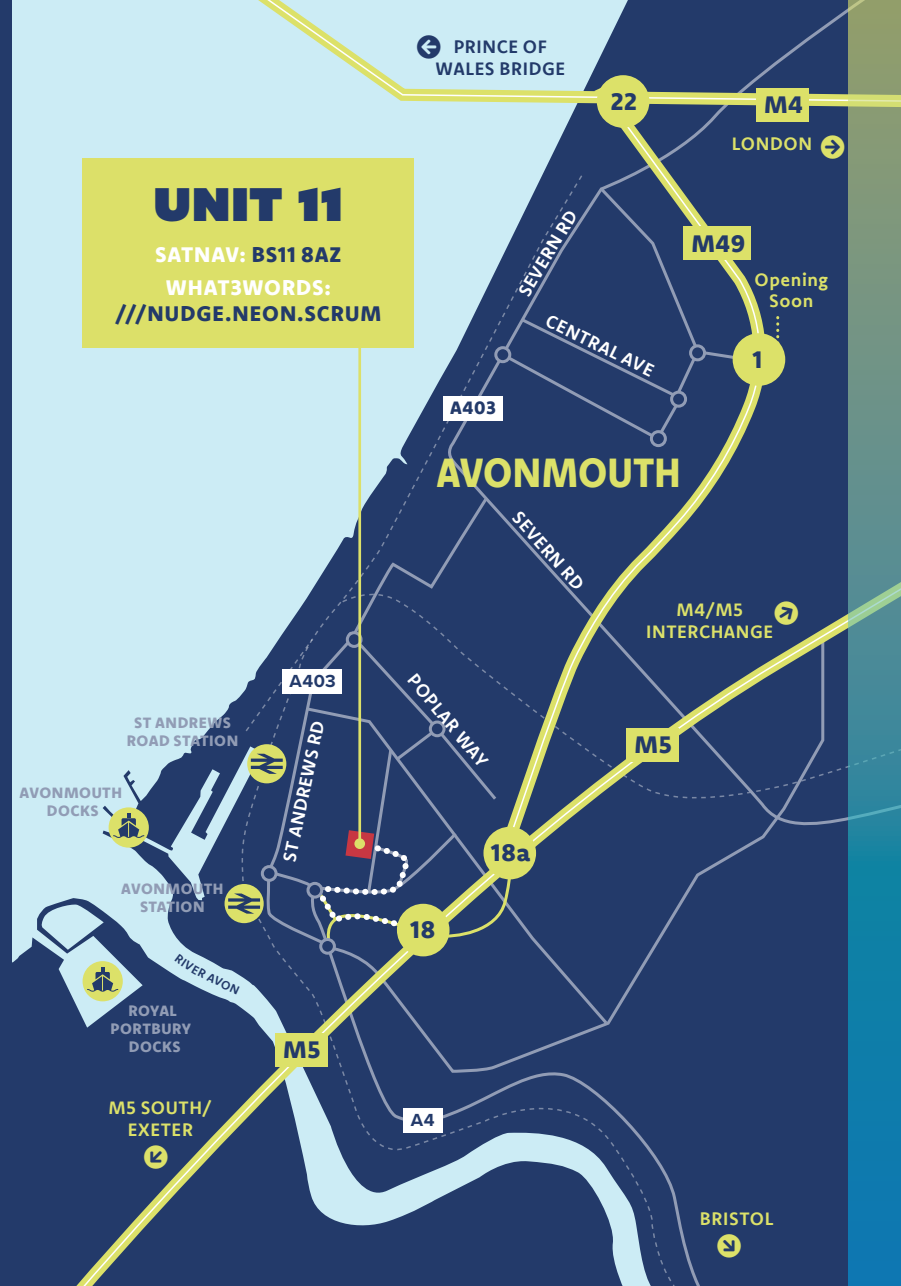 PRINCE OF
WALES BRIDGE
22
M4
LONDON
UNIT 11
SATNAV: BS11 8AZ
WHAT3WORDS:
///NUDGE.NEON.SCRUM
SEVERN RD
M49
Opening
Soon
CENTRAL AVE
1
A403
AVONMOUTH
SEVERN RD
M4/M5
INTERCHANGE
A403
POPLAR WAY
ST ANDREWS
ROAD STATION
ST ANDREWS RD
M5
AVONMOUTH
DOCKS
18a
AVONMOUTH
STATION
18
RIVER AVON
ROYAL
PORTBURY
DOCKS
M5
M5 SOUTH/
EXETER
A4
BRISTOL